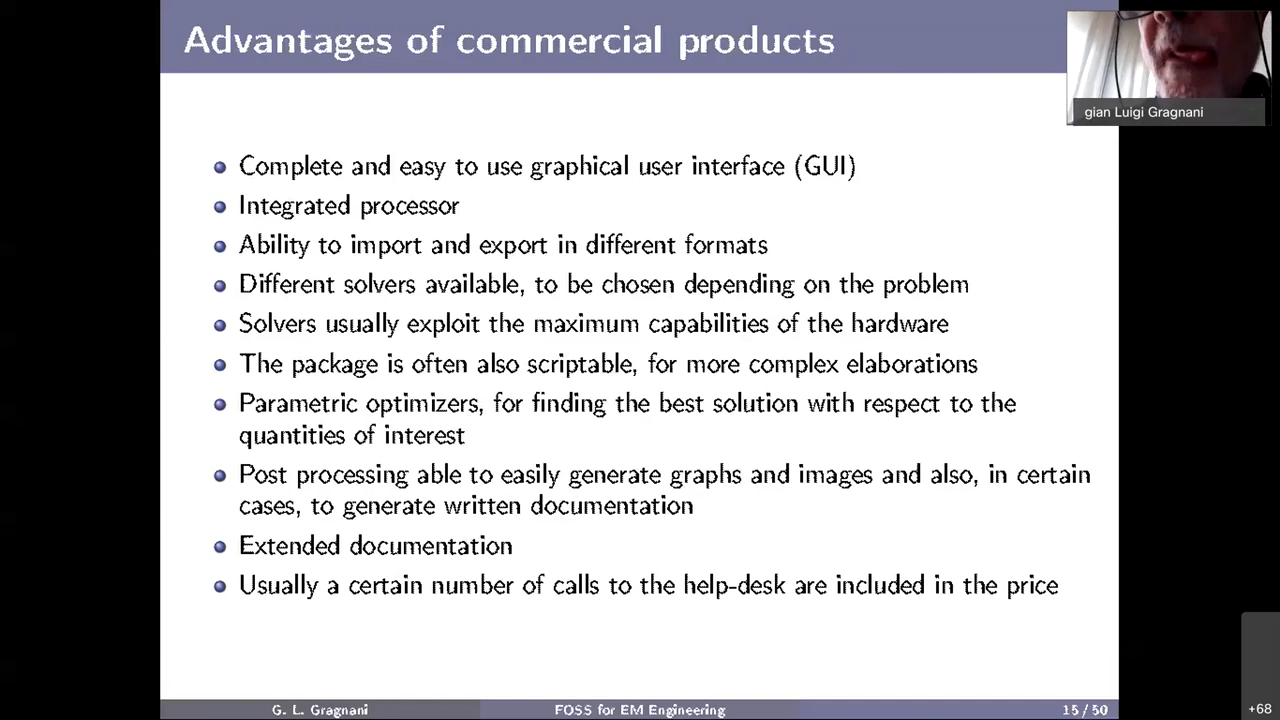 Advantages of commercial products
gian Luigi Gragnani
Complete and easy to use graphical user interface (GUI)
Integrated processor
Ability to import and export in different formats
Different solvers available, to be chosen depending on the problem
Solvers usually exploit the maximum capabilities of the hardware
The package is often also scriptable, for more complex elaborations
Parametric optimizers, for finding the best solution with respect to the
quantities of interest
Post processing able to easily generate graphs and images and also, in certain
cases, to generate written documentation
Extended documentation
Usually a certain number of calls to the help-desk are included in the price
G. L. Gragnani
FOSS for EM Engineering
15 / 50
+68